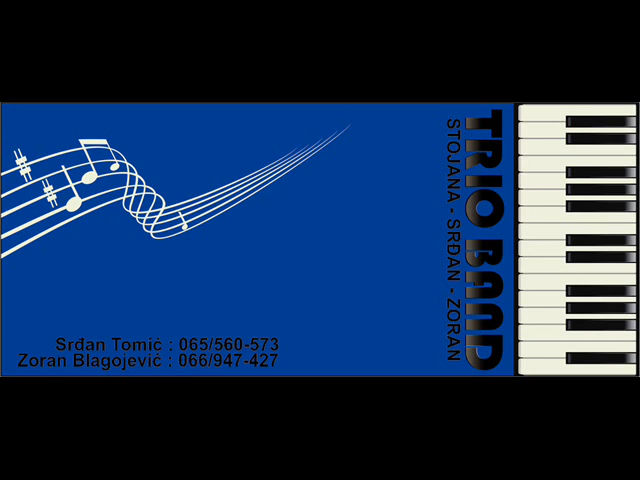 TRIO BAND
STOJANA - SRĐAN - ZORAN
Srđan Tomić : 065/560-573
Zoran Blagojević : 066/947-427